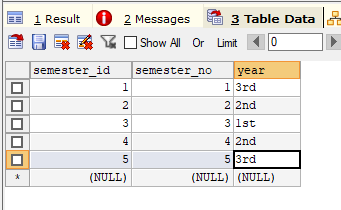 1 Result 2 Messages 3 Table Data
Show All Or Limit 0
semester_id semester_no year
1 1 3rd
2 2 2nd
3 3 1st
4 4 2nd
5 5 3rd
* (NULL) (NULL) (NULL)